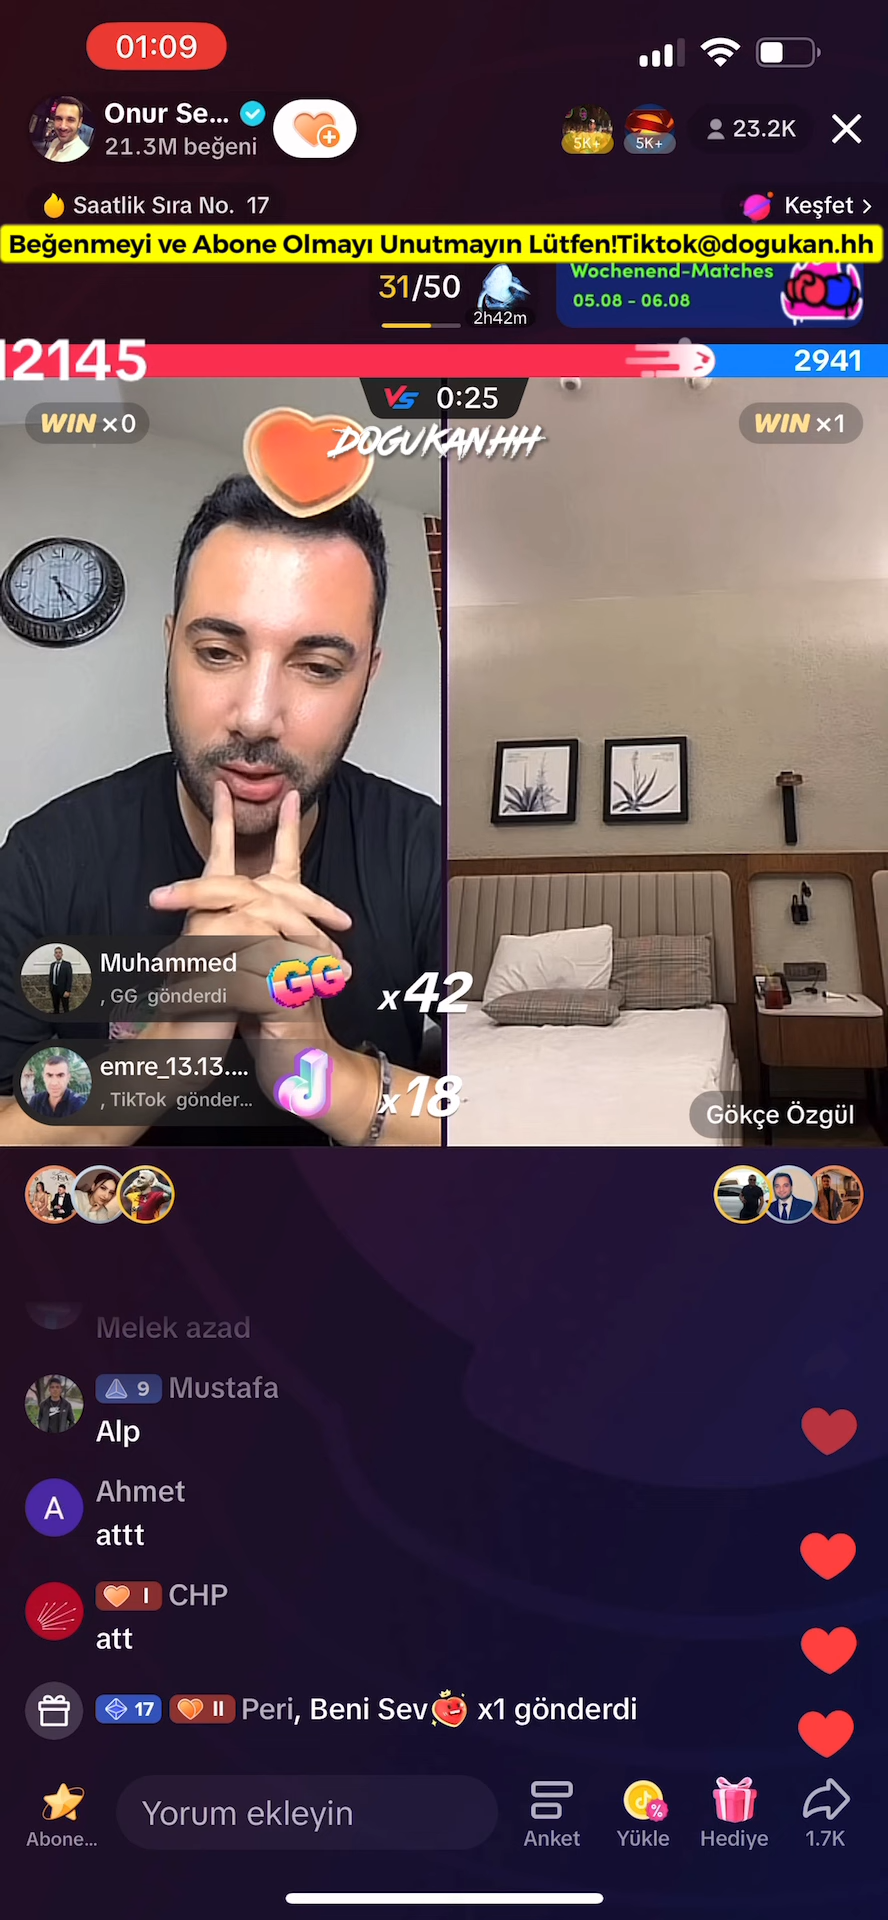 01:09
Onur Se...
21.3M beğeni
5K+
5K+
23.2K
Saatlik Sıra No. 17
Keşfet
Beğenmeyi ve Abone Olmayı Unutmayın Lütfen!Tiktok@dogukan.hh
31/50
2h42m
Wochenend-Matches
05.08 - 06.08
12145
2941
VS 0:25
WIN x0
WIN x1
DOGUKAN.HH
Muhammed
, GG gönderdi
GG
x42
emre_13.13....
, TikTok gönder...
x18
Gökçe Özgül
Melek azad
9 Mustafa
Alp
A
Ahmet
attt
I CHP
att
17 II Peri, Beni Sev x1 gönderdi
Abone...
Yorum ekleyin
Anket
Yükle
Hediye
1.7K